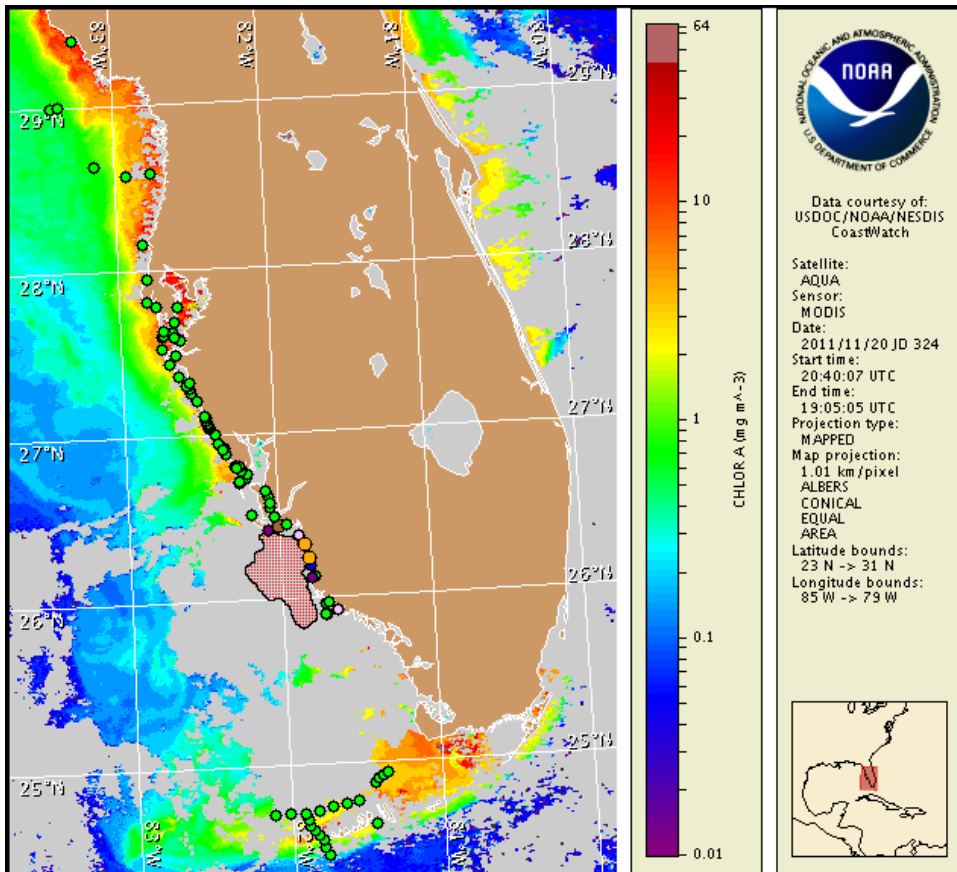 83°W
82°W
81°W
80°W
29°N
29°N
28°N
28°N
27°N
27°N
26°N
26°N
25°N
25°N
83°W
82°W
81°W
64
10
1
0.1
0.01
CHLOR A (mg m^-3)
NATIONAL OCEANIC AND ATMOSPHERIC ADMINISTRATION
NOAA
U.S. DEPARTMENT OF COMMERCE
Data courtesy of:
USDOC/NOAA/NESDIS
CoastWatch
Satellite:
AQUA
Sensor:
MODIS
Date:
2011/11/20 JD 324
Start time:
20:40:07 UTC
End time:
19:05:05 UTC
Projection type:
MAPPED
Map projection:
1.01 km/pixel
ALBERS
CONICAL
EQUAL
AREA
Latitude bounds:
23 N -> 31 N
Longitude bounds:
85 W -> 79 W